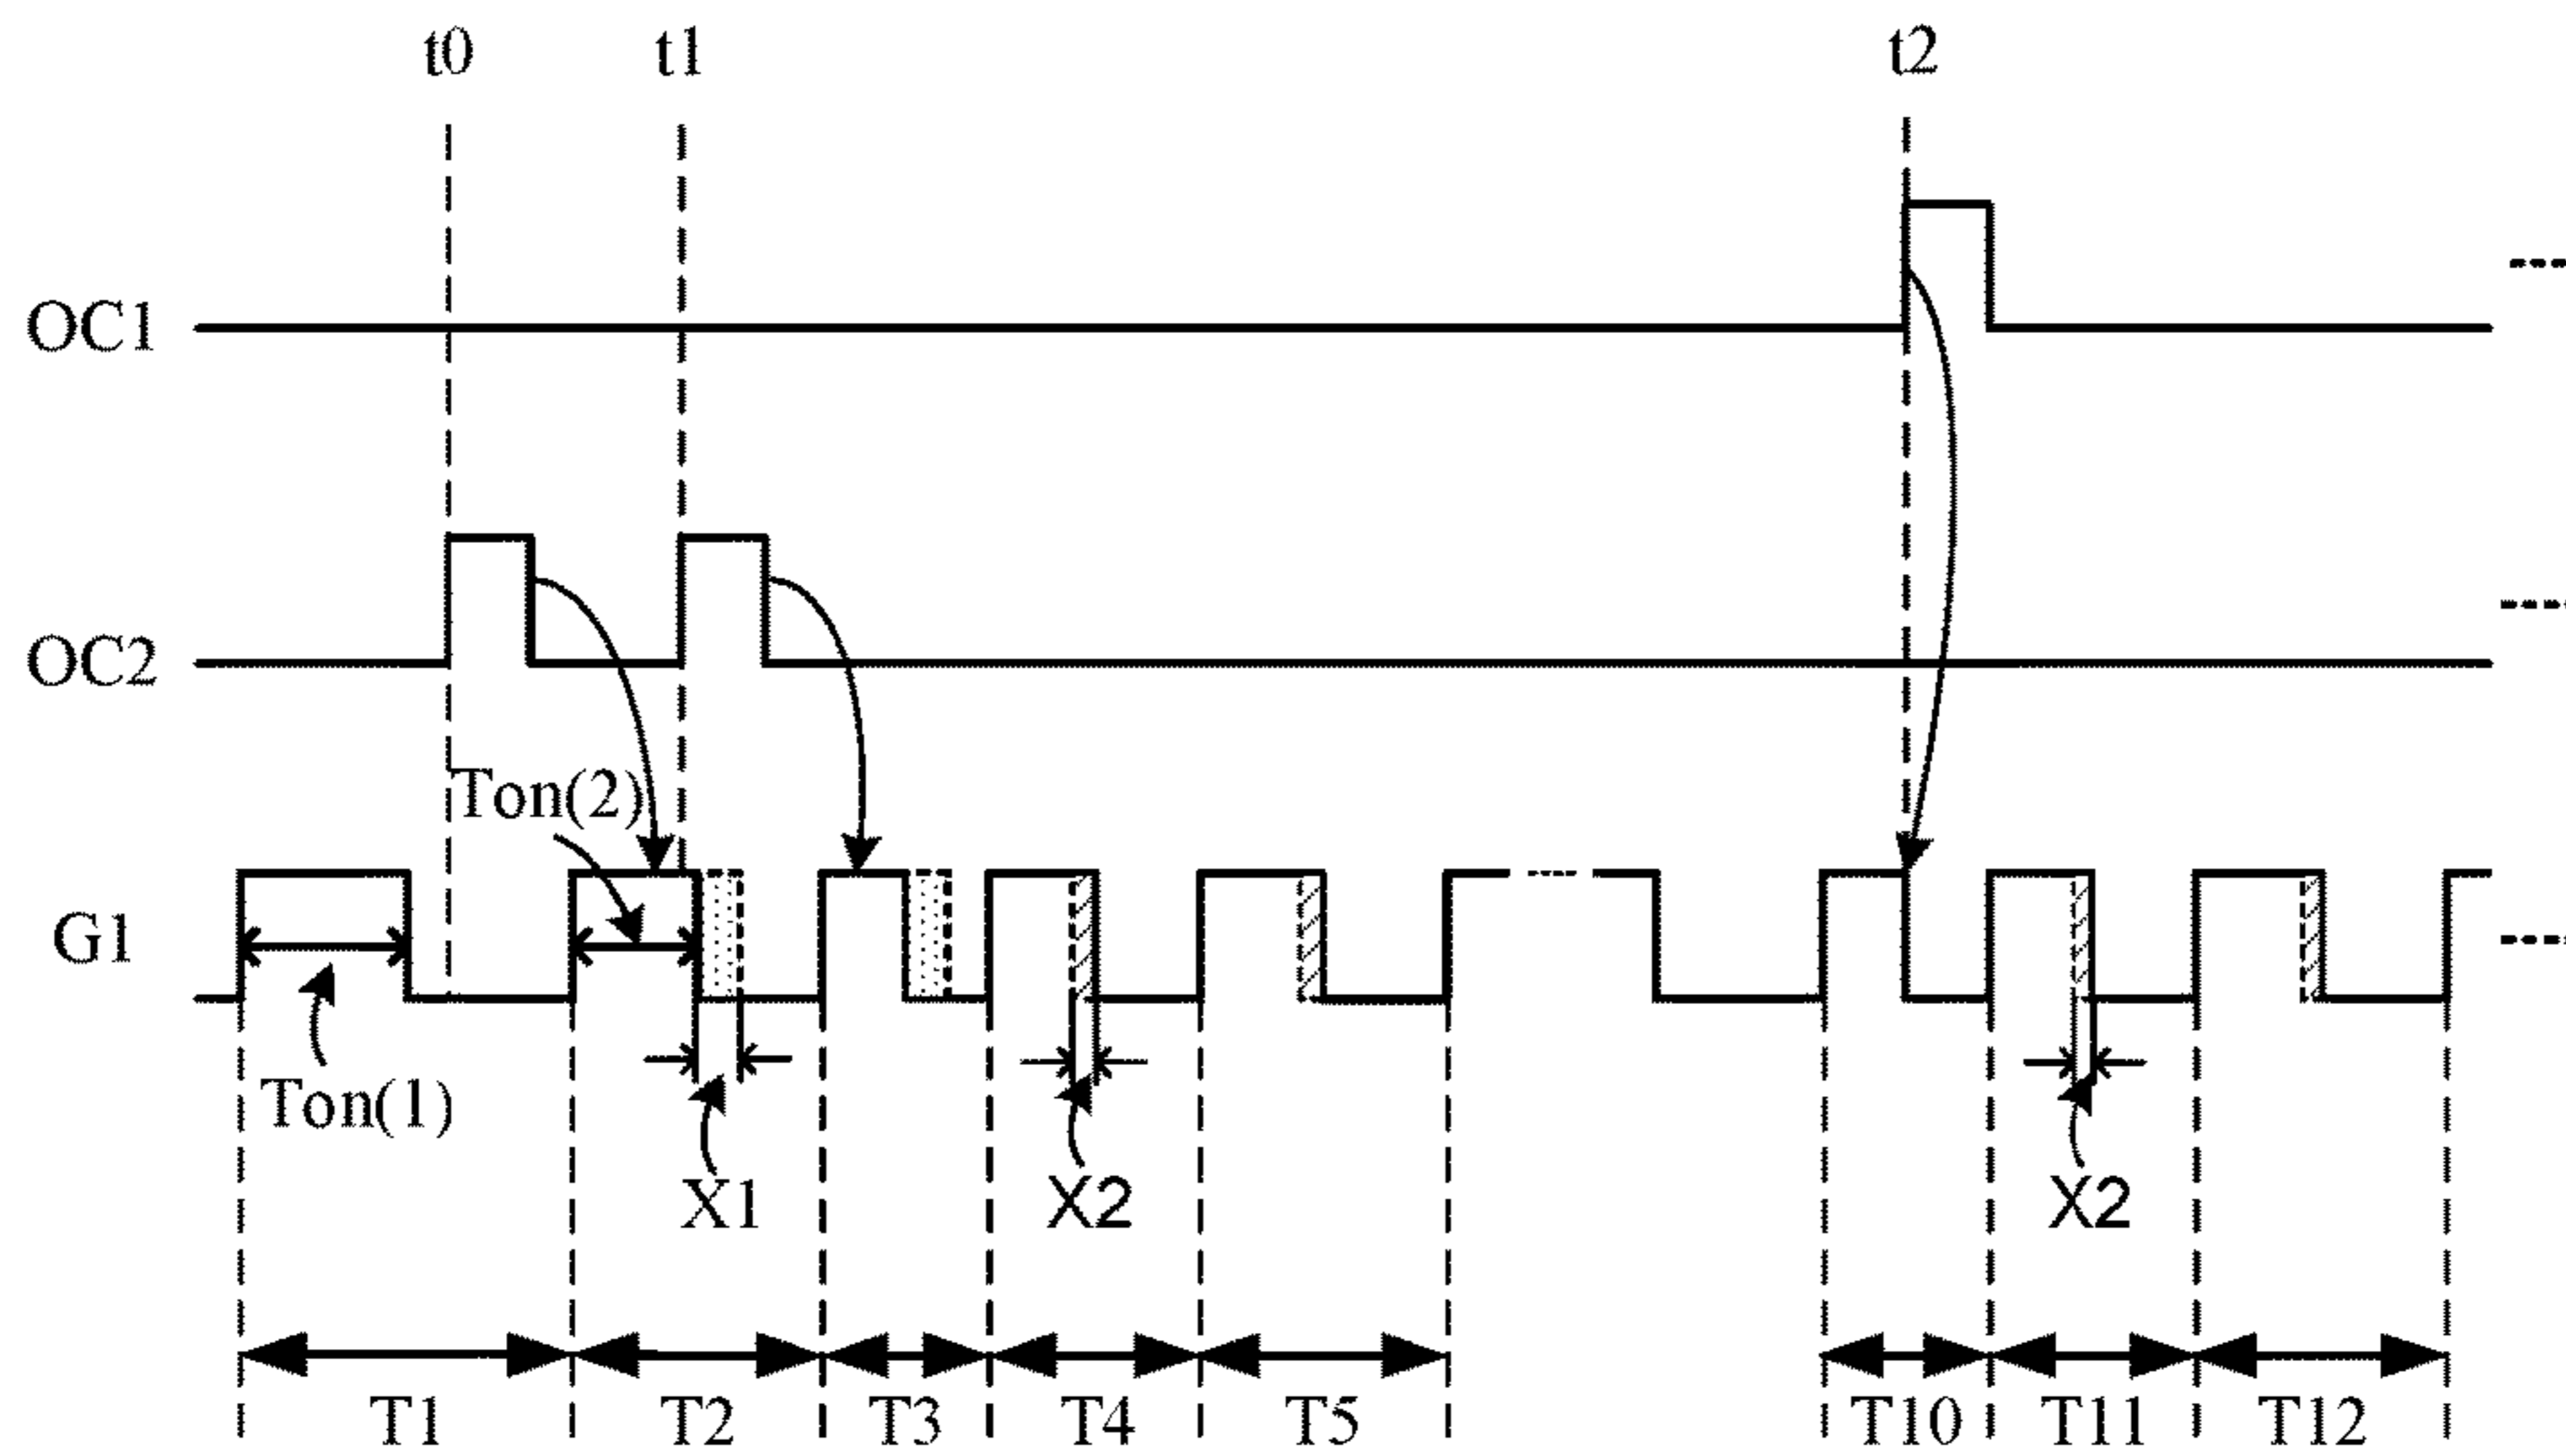 t0 t1 t2
OC1
OC2
Ton(2)
G1
Ton(1)
X1 X2 X2
T1 T2 T3 T4 T5 T10 T11 T12